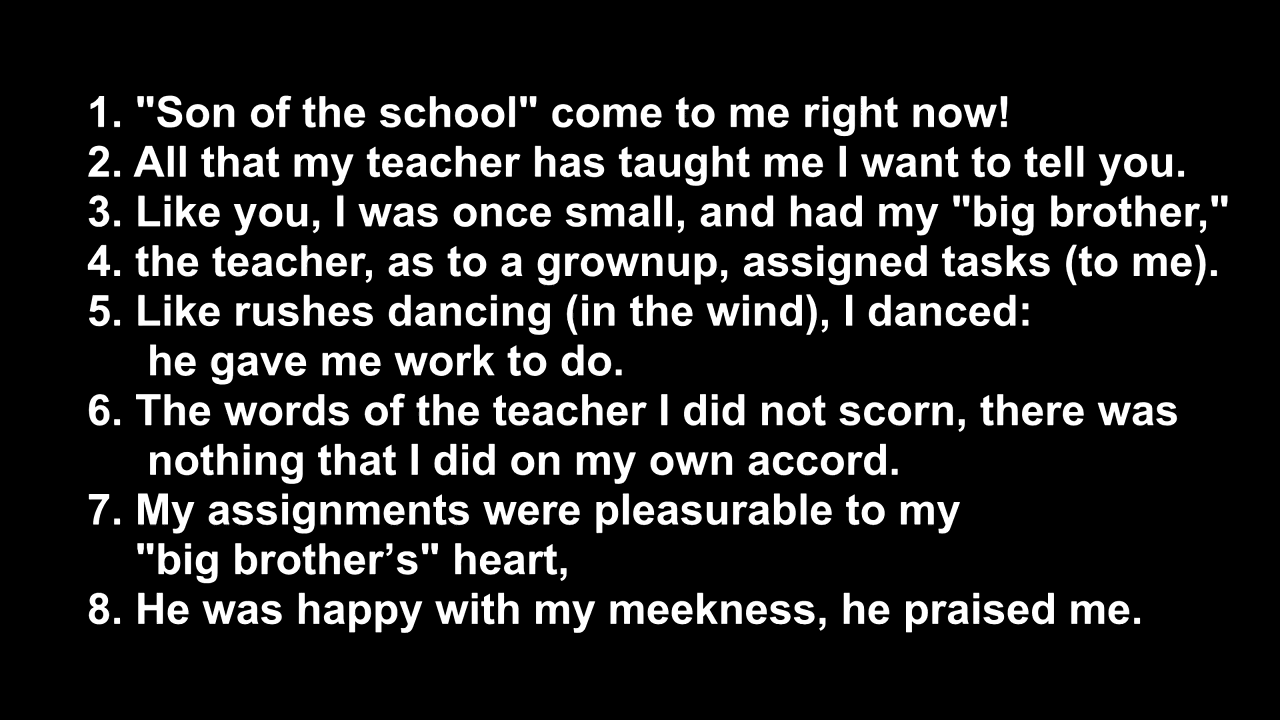 1. "Son of the school" come to me right now!
2. All that my teacher has taught me I want to tell you.
3. Like you, I was once small, and had my "big brother,"
4. the teacher, as to a grownup, assigned tasks (to me).
5. Like rushes dancing (in the wind), I danced:
he gave me work to do.
6. The words of the teacher I did not scorn, there was
nothing that I did on my own accord.
7. My assignments were pleasurable to my
"big brother’s" heart,
8. He was happy with my meekness, he praised me.